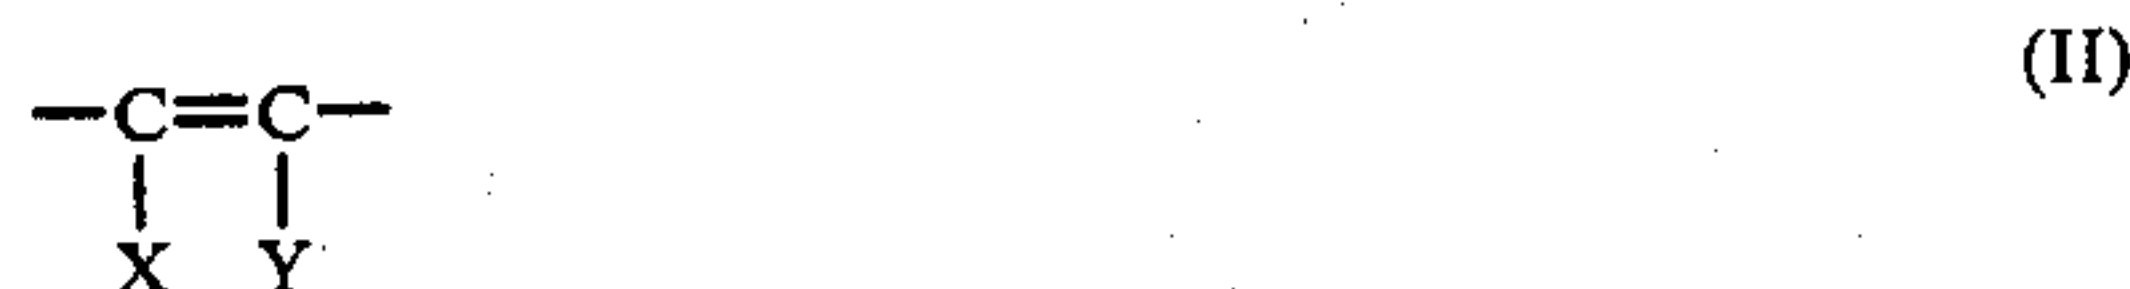 (II)
—C=C—
X Y